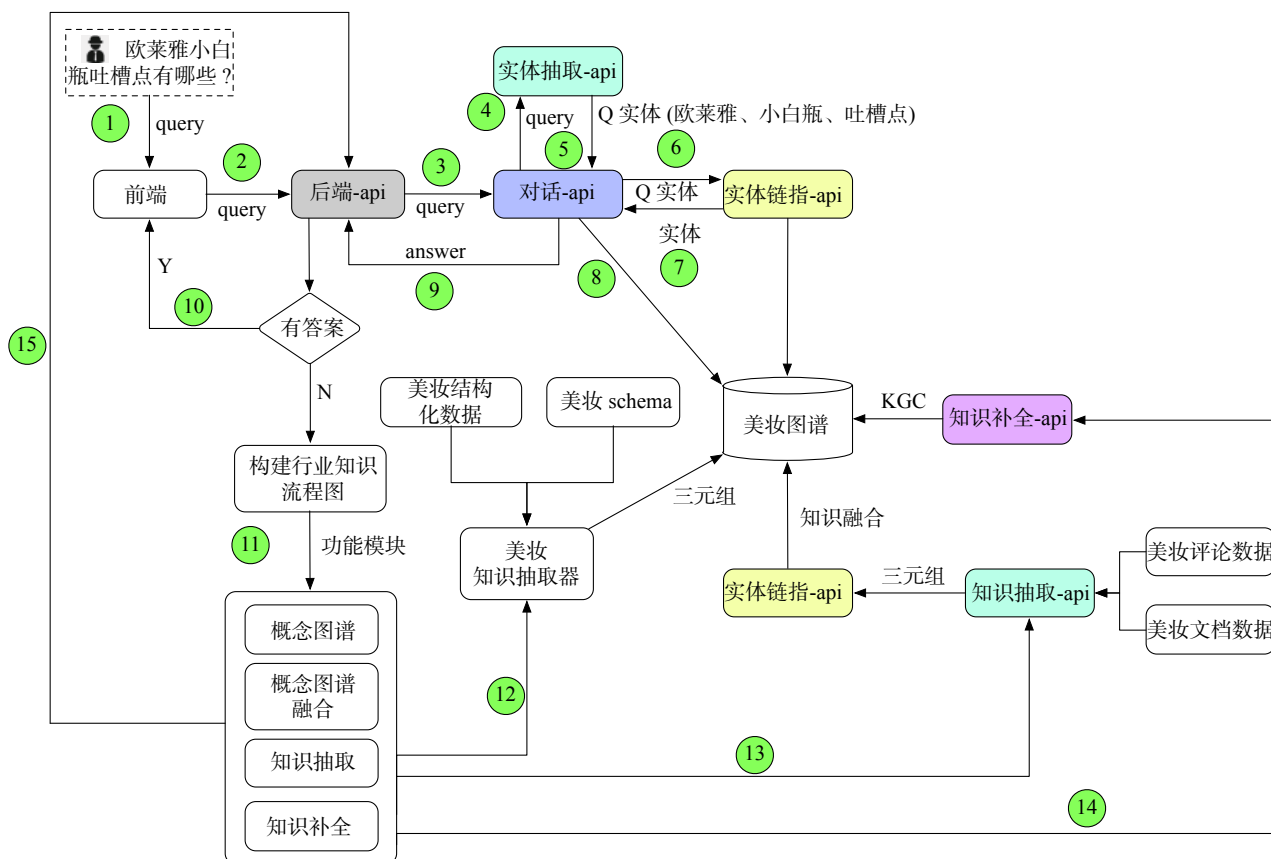 欧莱雅小白
瓶吐槽点有哪些？
1
query
前端
2
query
后端-api
3
query
实体抽取-api
4
query
Q 实体 (欧莱雅、小白瓶、吐槽点)
5
对话-api
6
Q 实体
实体链指-api
实体
7
8
answer
9
Y
10
有答案
15
N
构建行业知识
流程图
11
功能模块
概念图谱
概念图谱
融合
知识抽取
知识补全
美妆结构
化数据
美妆 schema
美妆
知识抽取器
三元组
12
美妆图谱
KGC
知识补全-api
知识融合
实体链指-api
三元组
知识抽取-api
美妆评论数据
美妆文档数据
13
14